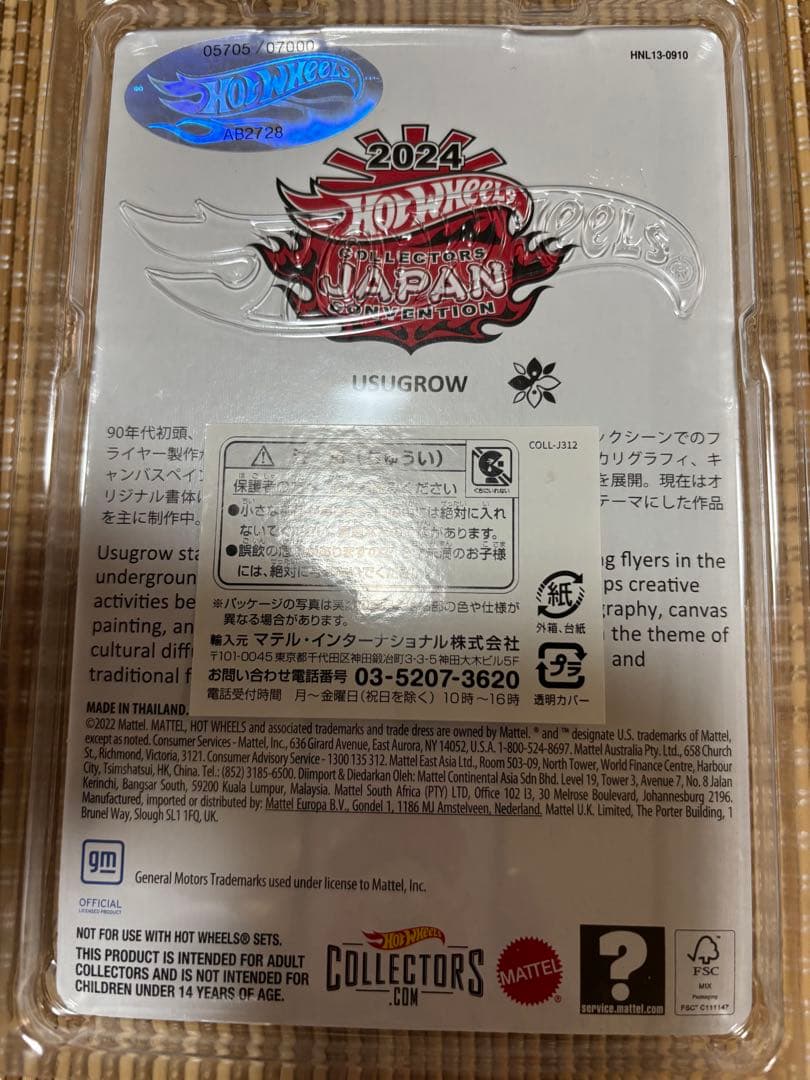 05705 / 07000
HOT WHEELS
AB2728
HNL13-0910
2024
HOT WHEELS
COLLECTORS
JAPAN
CONVENTION
USUGROW
90年代初頭、
ックシーンでのフ
ライヤー製作
カリグラフィ、キ
ャンバスペイ
を展開。現在はオ
リジナル書体
テーマにした作品
を主に制作中。
Usugrow
flyers in the
creative
activities
canvas
painting,
the theme of
cultural
and
traditional
COLL-J312
ください
●小さな
は絶対に入れ
ないで
があります。
●誤飲の
のお子様
には、絶対に
※パッケージの写真は
の色や仕様が
異なる場合があります。
輸入元 マテル・インターナショナル株式会社
〒101-0045 東京都千代田区神田鍛冶町3-3-5 神田大木ビル5F
お問い合わせ電話番号 03-5207-3620
電話受付時間 月～金曜日(祝日を除く) 10時～16時
紙
外箱、台紙
プラ
透明カバー
MADE IN THAILAND.
©2022 Mattel. MATTEL, HOT WHEELS and associated trademarks and trade dress are owned by Mattel. ® and ™ designate U.S. trademarks of Mattel,
except as noted. Consumer Services - Mattel, Inc., 636 Girard Avenue, East Aurora, NY 14052, U.S.A. 1-800-524-8697. Mattel Australia Pty. Ltd., 658 Church
St., Richmond, Victoria, 3121. Consumer Advisory Service - 1300 135 312. Mattel East Asia Ltd., Room 503-09, North Tower, World Finance Centre, Harbour
City, Tsimshatsui, HK, China. Tel.: (852) 3185-6500. Diimport & Diedarkan Oleh: Mattel Continental Asia Sdn Bhd. Level 19, Tower 3, Avenue 7, No. 8 Jalan
Kerinchi, Bangsar South, 59200 Kuala Lumpur, Malaysia. Mattel South Africa (PTY) LTD, Office 102 I3, 30 Melrose Boulevard, Johannesburg 2196.
Manufactured, imported or distributed by: Mattel Europa B.V., Gondel 1, 1186 MJ Amstelveen, Nederland. Mattel U.K. Limited, The Porter Building, 1
Brunel Way, Slough SL1 1FQ, UK.
gm
OFFICIAL
LICENSED PRODUCT
General Motors Trademarks used under license to Mattel, Inc.
NOT FOR USE WITH HOT WHEELS® SETS.
THIS PRODUCT IS INTENDED FOR ADULT
COLLECTORS AND IS NOT INTENDED FOR
CHILDREN UNDER 14 YEARS OF AGE.
HOT WHEELS
COLLECTORS
.COM
MATTEL
®
?
service.mattel.com
FSC
MIX
Packaging
FSC® C111147